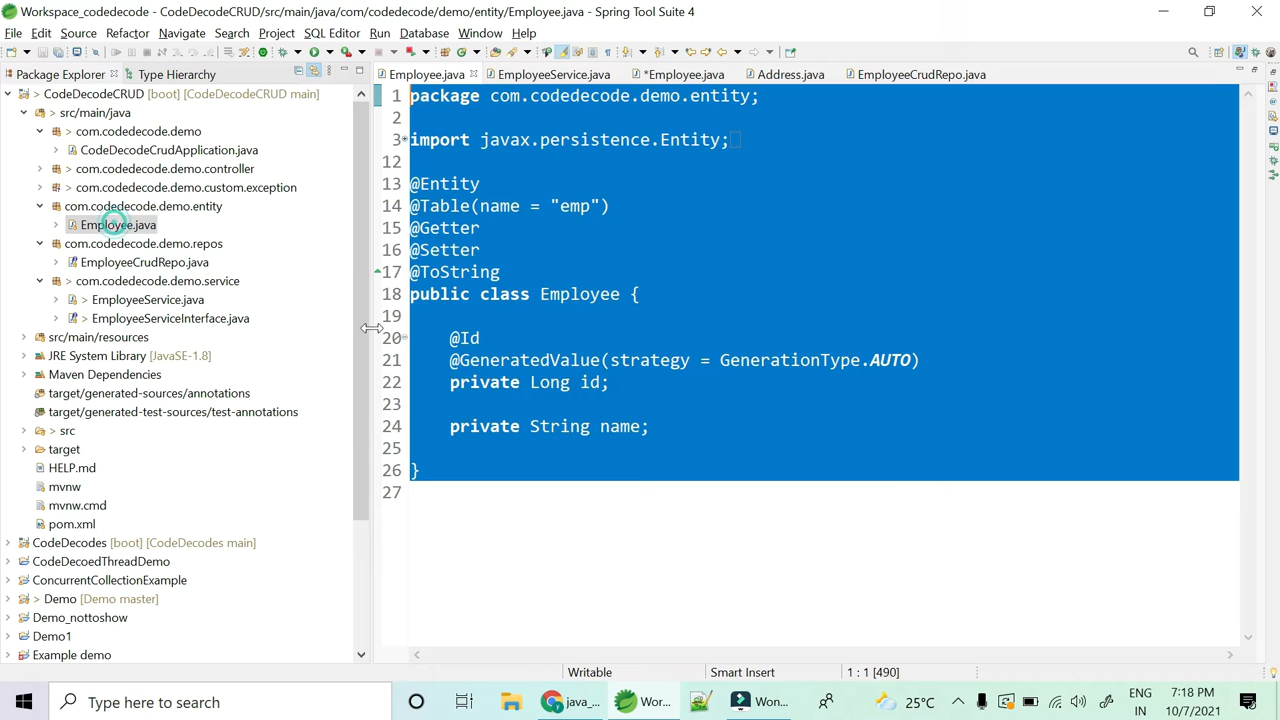 Workspace_codedecode - CodeDecodeCRUD/src/main/java/com/codedecode/demo/entity/Employee.java - Spring Tool Suite 4
File Edit Source Refactor Navigate Search Project SQL Editor Run Database Window Help
Package Explorer Type Hierarchy
Employee.java EmployeeService.java *Employee.java Address.java EmployeeCrudRepo.java
> CodeDecodeCRUD [boot] [CodeDecodeCRUD main]
> src/main/java
> com.codedecode.demo
> CodeDecodeCrudApplication.java
> com.codedecode.demo.controller
> com.codedecode.demo.custom.exception
com.codedecode.demo.entity
Employee.java
com.codedecode.demo.repos
EmployeeCrudRepo.java
> com.codedecode.demo.service
> EmployeeService.java
> EmployeeServiceInterface.java
src/main/resources
JRE System Library [JavaSE-1.8]
Maven Dependencies
target/generated-sources/annotations
target/generated-test-sources/test-annotations
> src
target
HELP.md
mvnw
mvnw.cmd
pom.xml
CodeDecodes [boot] [CodeDecodes main]
CodeDecoedThreadDemo
ConcurrentCollectionExample
> Demo [Demo master]
Demo_nottoshow
Demo1
Example demo
1 package com.codedecode.demo.entity;
2
3 import javax.persistence.Entity;
12
13 @Entity
14 @Table(name = "emp")
15 @Getter
16 @Setter
17 @ToString
18 public class Employee {
19
20 @Id
21 @GeneratedValue(strategy = GenerationType.AUTO)
22 private Long id;
23
24 private String name;
25
26 }
27
Writable Smart Insert 1 : 1 [490]
Type here to search
java_... Wor... Won...
25°C
ENG
IN
7:18 PM
10/7/2021